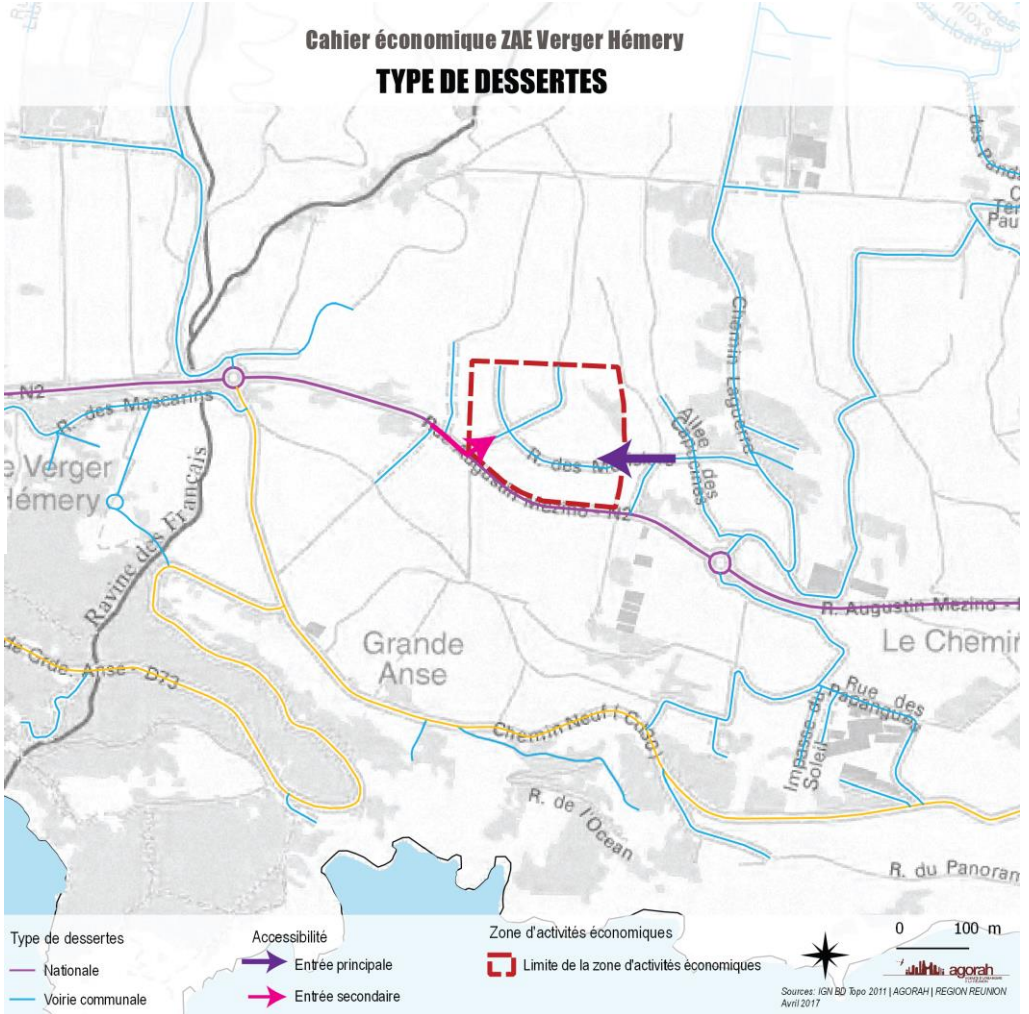 Cahier économique ZAE Verger Hémery
TYPE DE DESSERTES
N2
R. des Mascarins
Verger
Hémery
Ravine des Français
R. des
Augustin Mezino - N2
Allée des Capucines
Chemin Laguerre
R. Augustin Mezino -
Le Chemin
Grande
Anse
de Grde. Anse - D73
Chemin Neuf
Rue des Papangues
Impasse du
Soleil
R. de l'Océan
R. du Panoram
Type de dessertes
Nationale
Voirie communale
Accessibilité
Entrée principale
Entrée secondaire
Zone d'activités économiques
Limite de la zone d'activités économiques
0 100 m
agorah
Sources: IGN BD Topo 2011 | AGORAH | REGION REUNION
Avril 2017